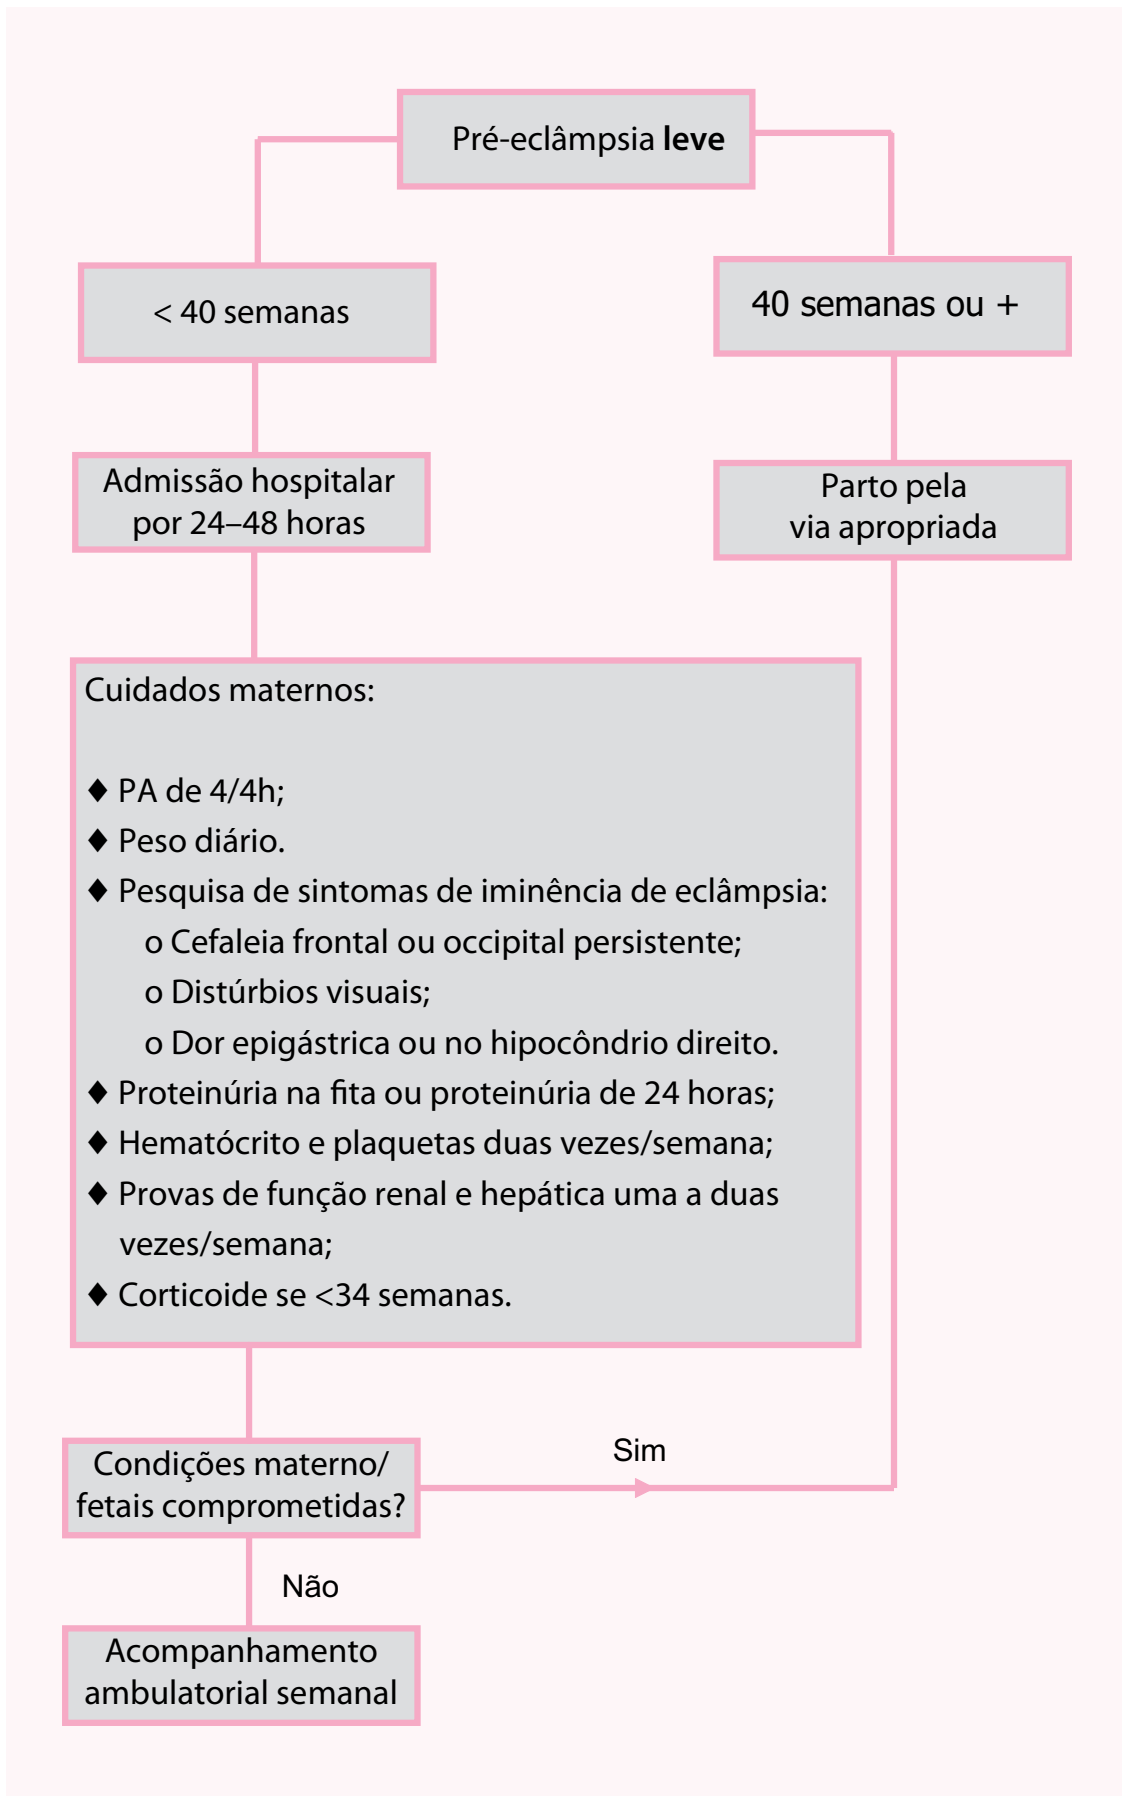 Pré-eclâmpsia leve
< 40 semanas
40 semanas ou +
Admissão hospitalar
por 24–48 horas
Parto pela
via apropriada
Cuidados maternos:
♦ PA de 4/4h;
♦ Peso diário.
♦ Pesquisa de sintomas de iminência de eclâmpsia:
o Cefaleia frontal ou occipital persistente;
o Distúrbios visuais;
o Dor epigástrica ou no hipocôndrio direito.
♦ Proteinúria na fita ou proteinúria de 24 horas;
♦ Hematócrito e plaquetas duas vezes/semana;
♦ Provas de função renal e hepática uma a duas
vezes/semana;
♦ Corticoide se <34 semanas.
Condições materno/
fetais comprometidas?
Sim
Não
Acompanhamento
ambulatorial semanal